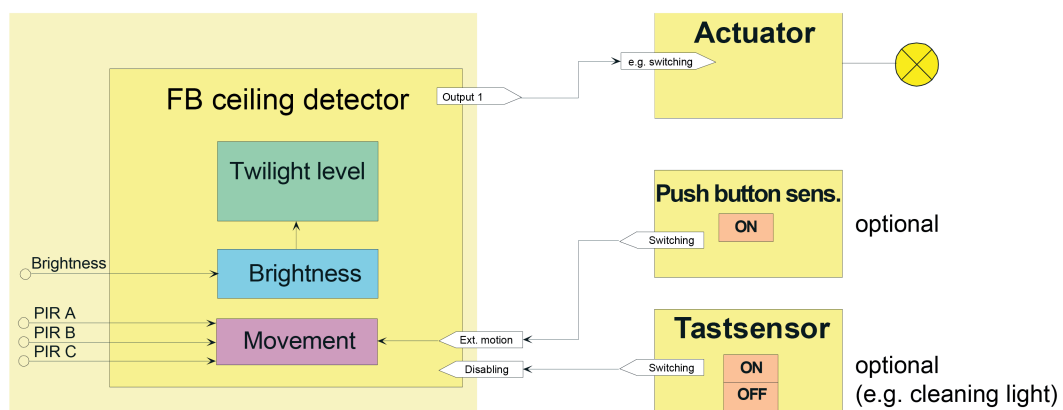 Actuator
e.g. switching
FB ceiling detector
Output 1
Twilight level
Push button sens.
ON
optional
Switching
Brightness
Brightness
PIR A
PIR B
PIR C
Movement
Ext. motion
Tastsensor
Disabling
Switching
ON
OFF
optional
(e.g. cleaning light)